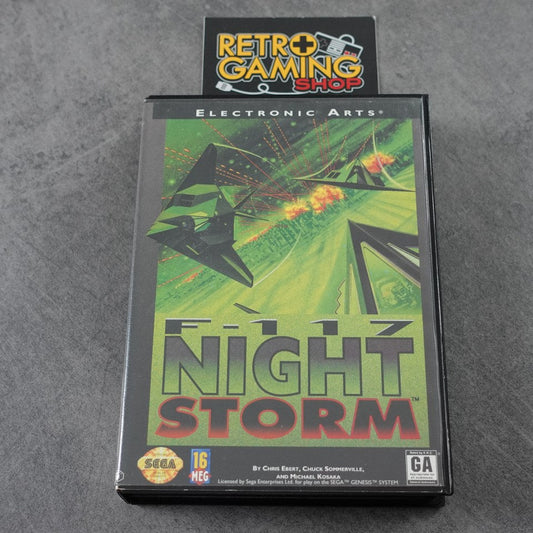 RETRO
GAMING
SHOP
ELECTRONIC ARTS®
F-117
NIGHT
STORM™
SEGA
16
MEG
BY CHRIS EBERT, CHUCK SOMMERVILLE,
AND MICHAEL KOSAKA
Licensed by Sega Enterprises Ltd. for play on the SEGA™ GENESIS™ SYSTEM.
GA